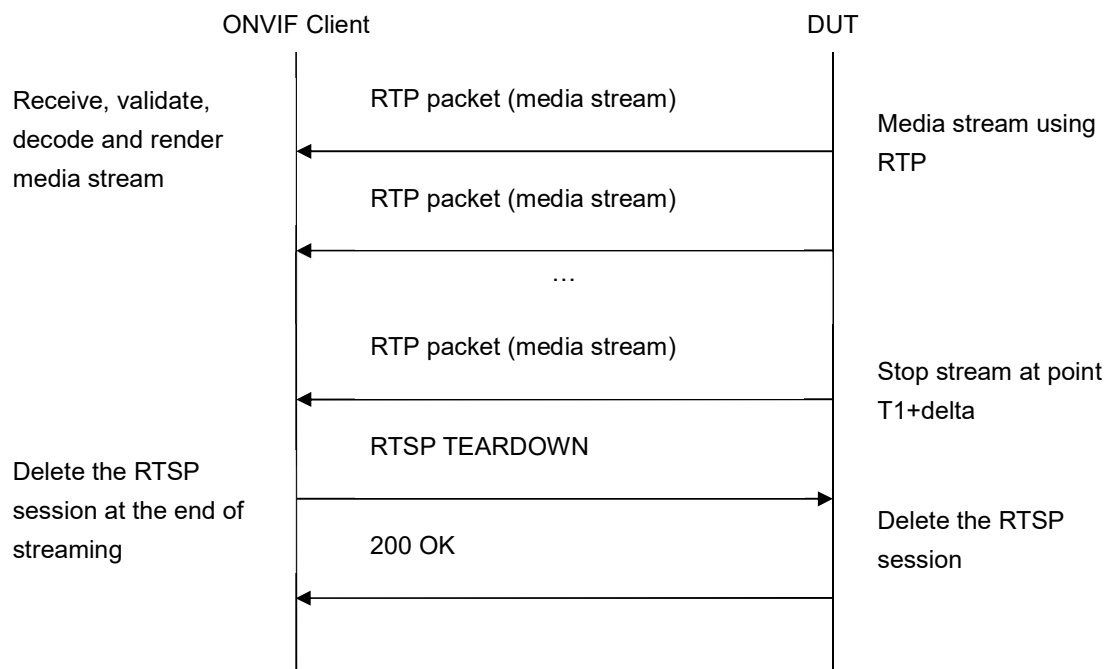 ONVIF Client
DUT
RTP packet (media stream)
Receive, validate,
decode and render
media stream
Media stream using
RTP
RTP packet (media stream)
…
RTP packet (media stream)
Stop stream at point
T1+delta
RTSP TEARDOWN
Delete the RTSP
session at the end of
streaming
Delete the RTSP
session
200 OK